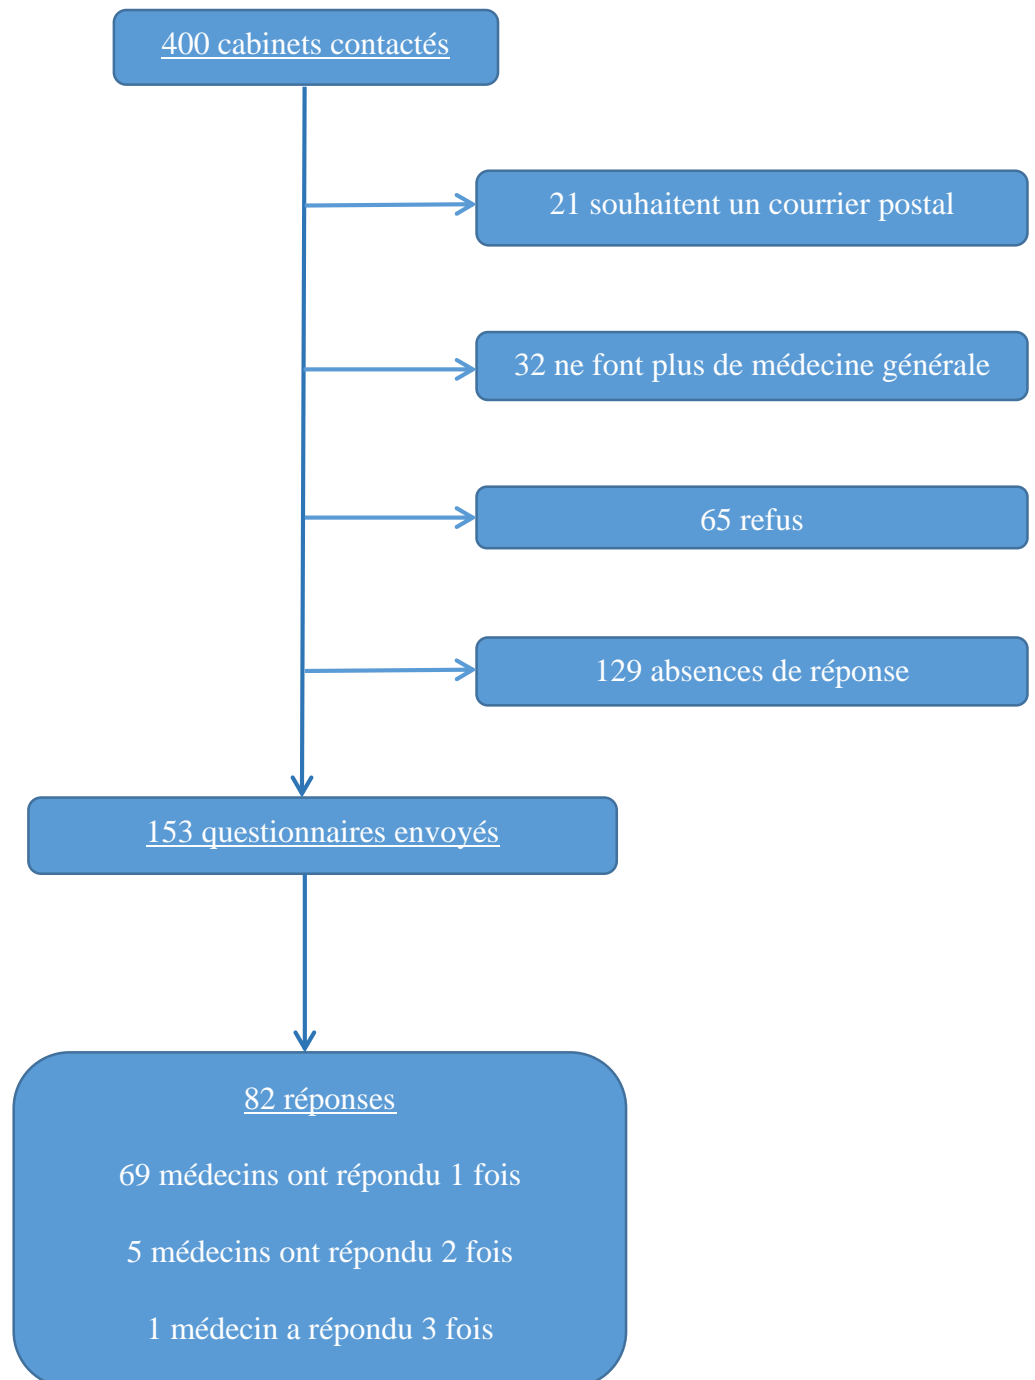 400 cabinets contactés
21 souhaitent un courrier postal
32 ne font plus de médecine générale
65 refus
129 absences de réponse
153 questionnaires envoyés
82 réponses
69 médecins ont répondu 1 fois
5 médecins ont répondu 2 fois
1 médecin a répondu 3 fois